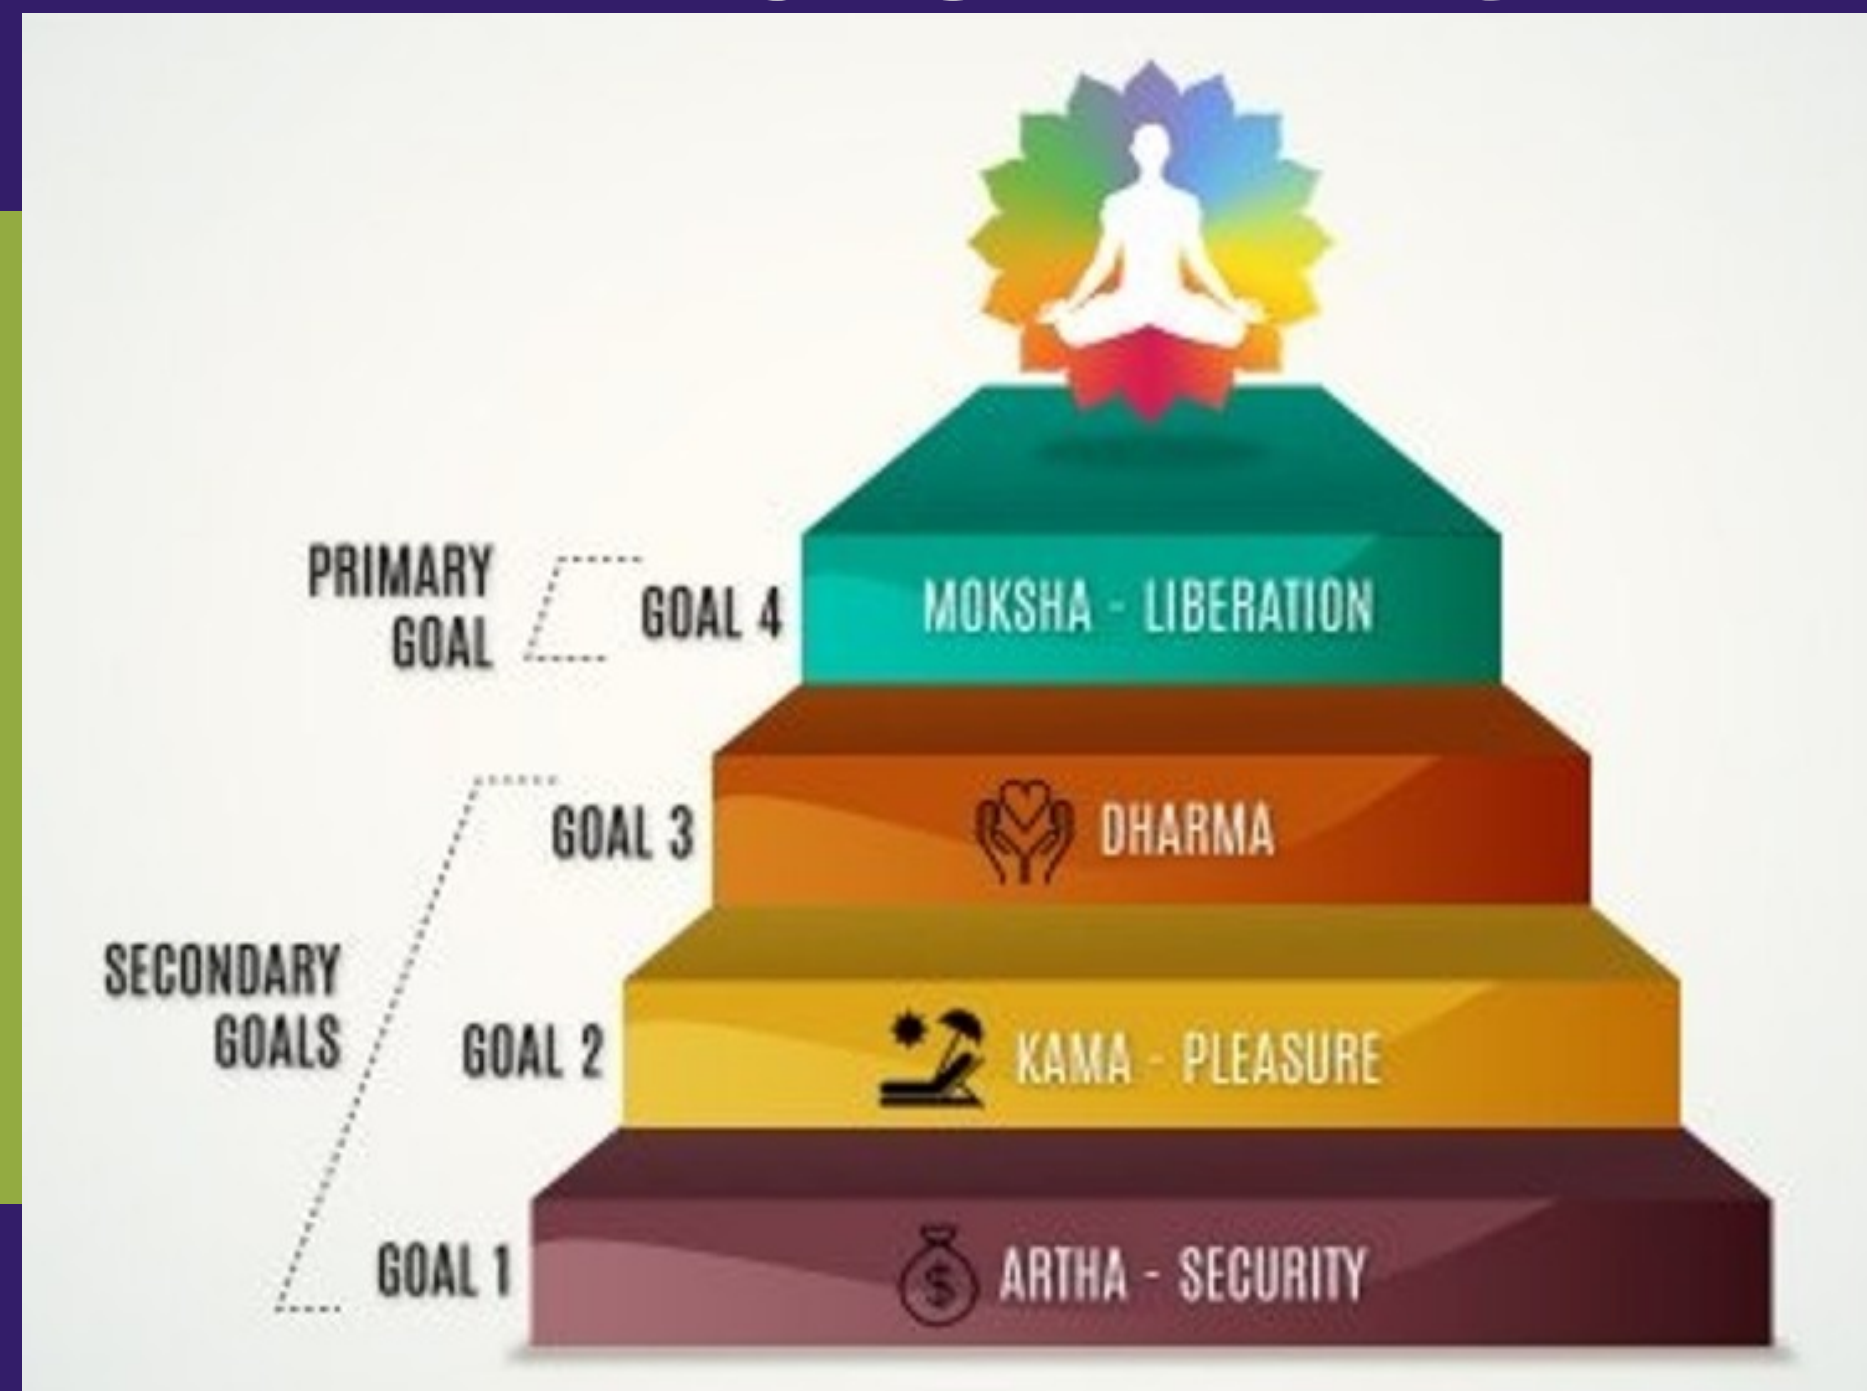 PRIMARY
GOAL
GOAL 4
MOKSHA - LIBERATION
GOAL 3
DHARMA
SECONDARY
GOALS
GOAL 2
KAMA - PLEASURE
GOAL 1
$
ARTHA - SECURITY